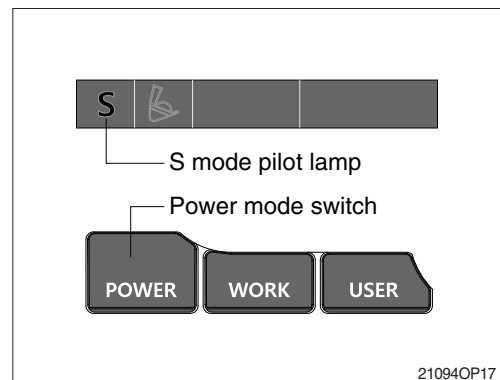 S
S mode pilot lamp
Power mode switch
POWER WORK USER
21094OP17